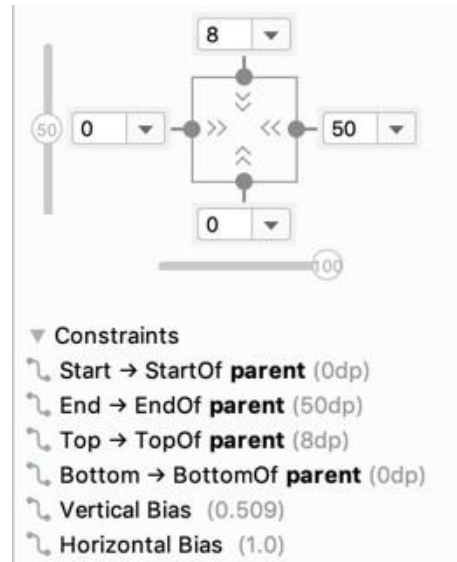 8
50
0
50
0
100
Constraints
Start → StartOf parent (0dp)
End → EndOf parent (50dp)
Top → TopOf parent (8dp)
Bottom → BottomOf parent (0dp)
Vertical Bias (0.509)
Horizontal Bias (1.0)